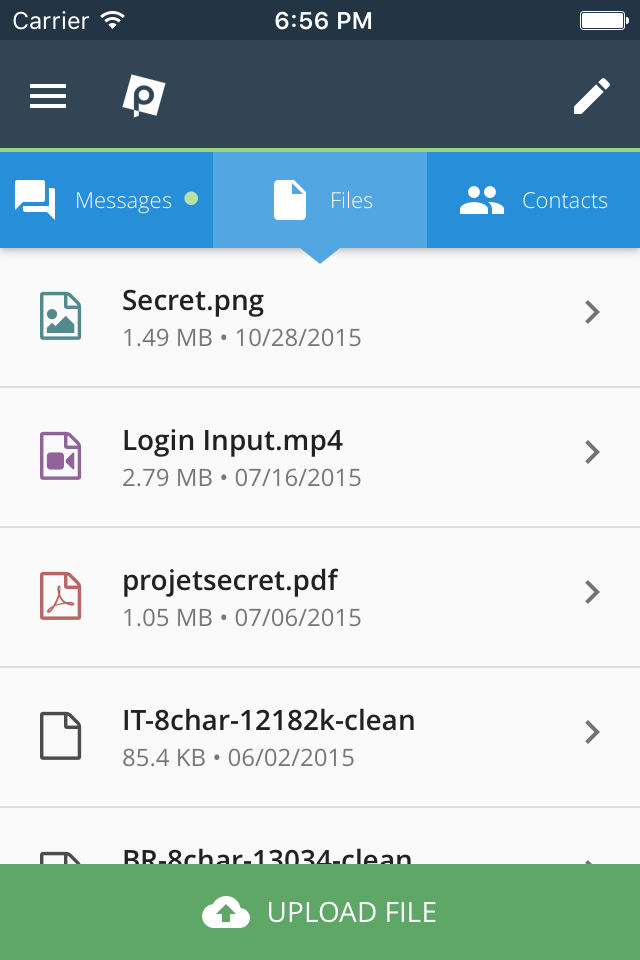 Carrier 6:56 PM
Messages Files Contacts
Secret.png
1.49 MB • 10/28/2015
Login Input.mp4
2.79 MB • 07/16/2015
projetsecret.pdf
1.05 MB • 07/06/2015
IT-8char-12182k-clean
85.4 KB • 06/02/2015
BR-8char-13034-clean
UPLOAD FILE